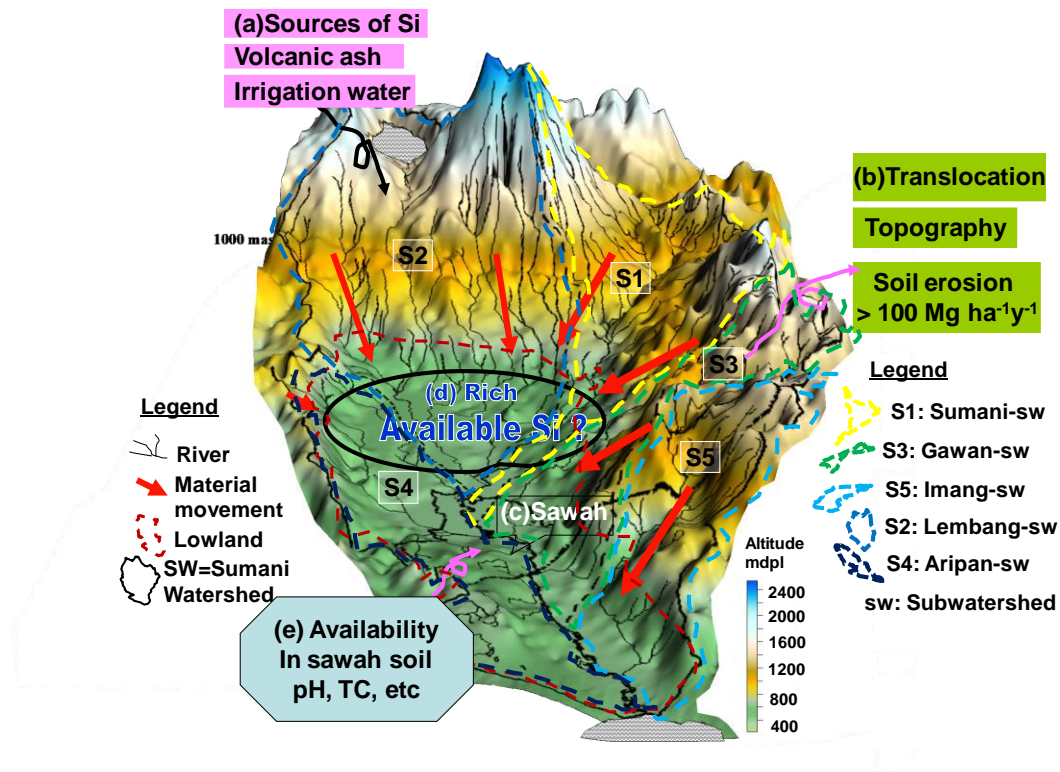 (a)Sources of Si
Volcanic ash
Irrigation water
(b)Translocation
Topography
Soil erosion
> 100 Mg ha⁻¹y⁻¹
1000 mas
S2
S1
S3
(d) Rich
Available Si ?
S5
S4
(c)Sawah
Legend
River
Material
movement
Lowland
SW=Sumani
Watershed
Legend
S1: Sumani-sw
S3: Gawan-sw
S5: Imang-sw
S2: Lembang-sw
S4: Aripan-sw
sw: Subwatershed
Altitude
mdpl
2400
2000
1600
1200
800
400
(e) Availability
In sawah soil
pH, TC, etc